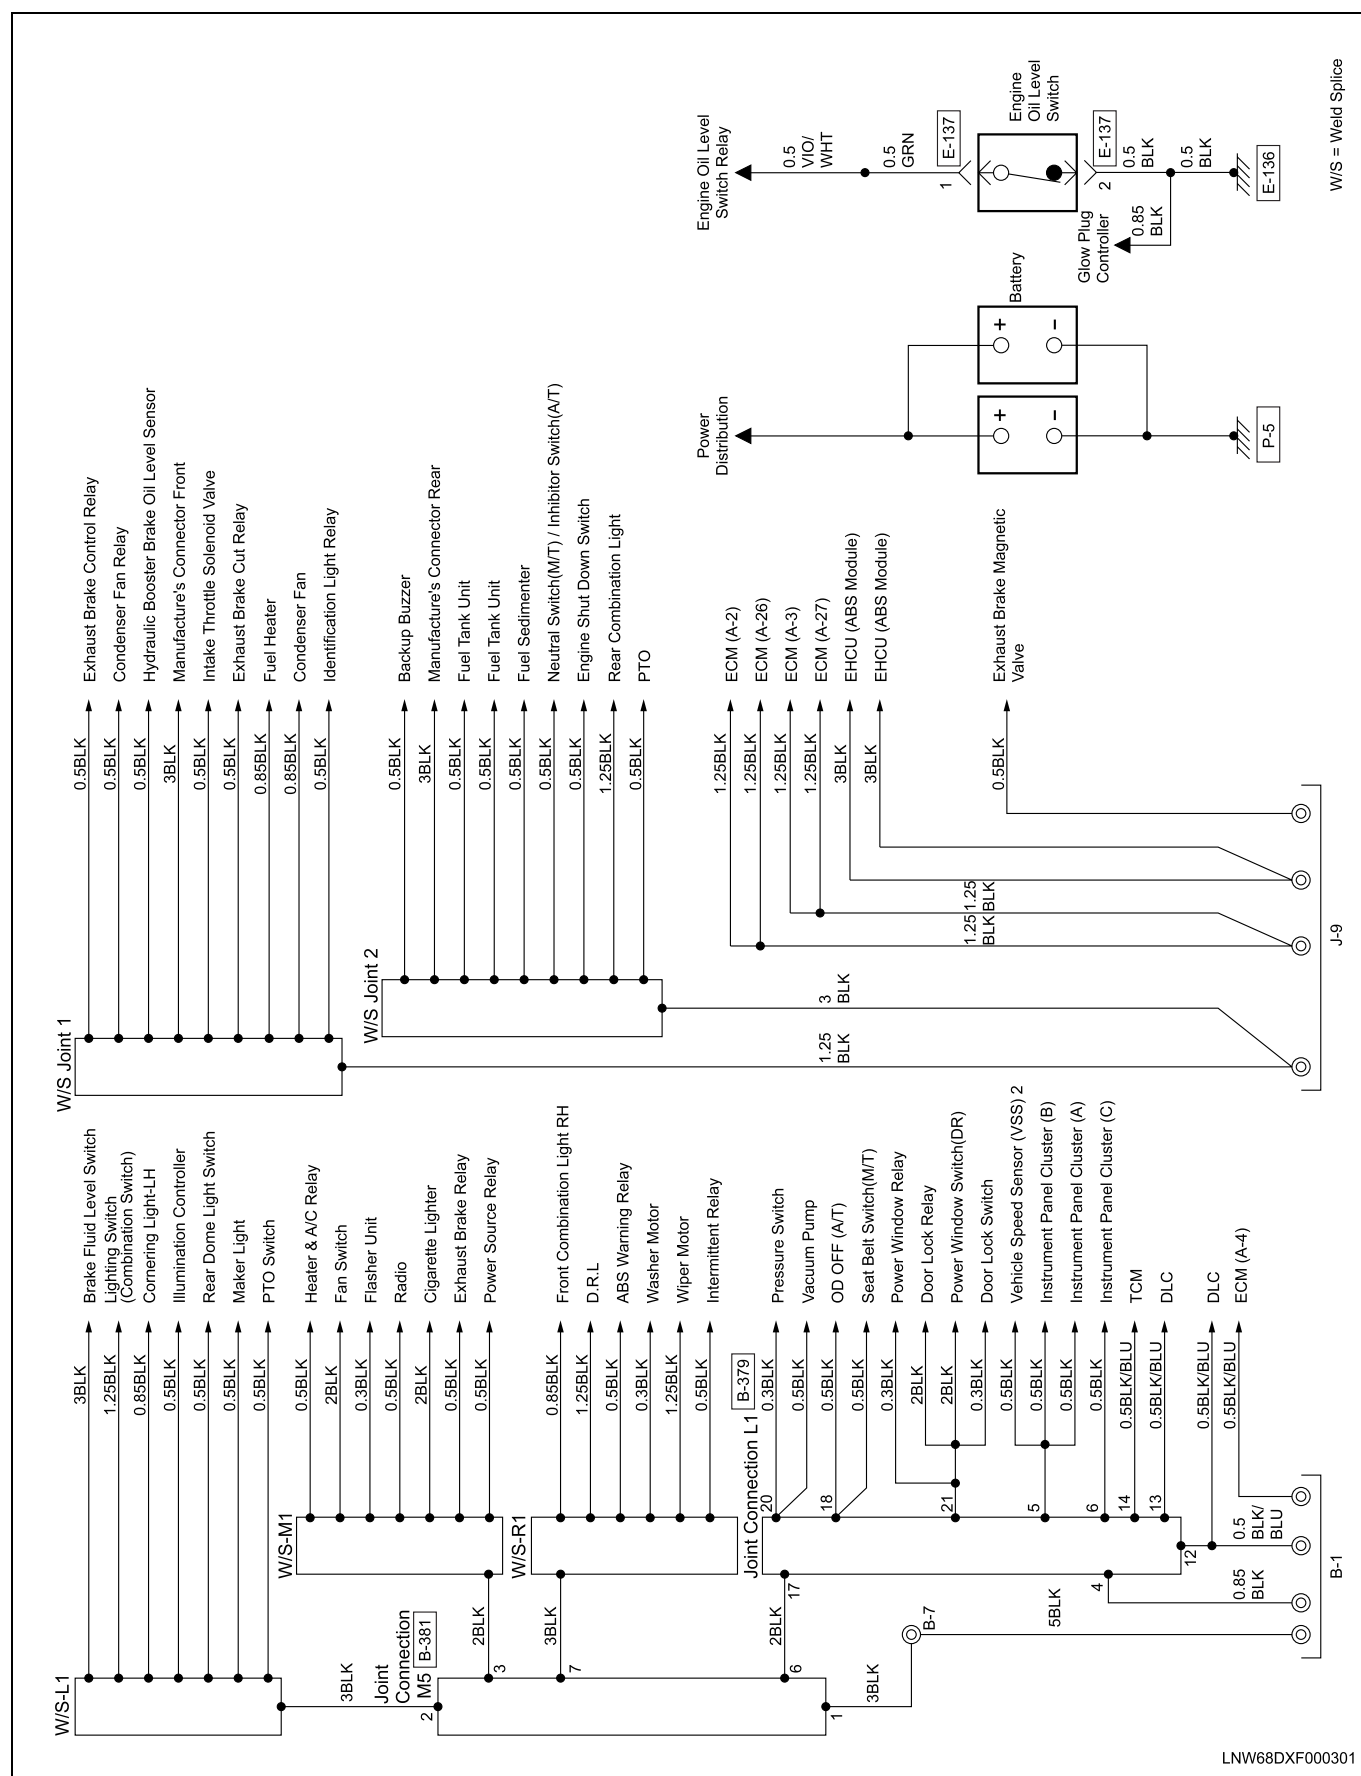 W/S Joint 1
0.5BLK
Exhaust Brake Control Relay
0.5BLK
Condenser Fan Relay
0.5BLK
Hydraulic Booster Brake Oil Level Sensor
3BLK
Manufacture's Connector Front
0.5BLK
Intake Throttle Solenoid Valve
0.5BLK
Exhaust Brake Cut Relay
0.85BLK
Fuel Heater
0.85BLK
Condenser Fan
0.5BLK
Identification Light Relay
1.25
BLK
W/S Joint 2
0.5BLK
Backup Buzzer
3BLK
Manufacture's Connector Rear
0.5BLK
Fuel Tank Unit
0.5BLK
Fuel Tank Unit
0.5BLK
Fuel Sedimenter
0.5BLK
Neutral Switch(M/T) / Inhibitor Switch(A/T)
0.5BLK
Engine Shut Down Switch
1.25BLK
Rear Combination Light
0.5BLK
PTO
3
BLK
1.25BLK
ECM (A-2)
1.25BLK
ECM (A-26)
1.25BLK
ECM (A-3)
1.25BLK
ECM (A-27)
3BLK
EHCU (ABS Module)
3BLK
EHCU (ABS Module)
1.25
BLK
1.25
BLK
0.5BLK
Exhaust Brake Magnetic
Valve
J-9
Power
Distribution
+
−
+
−
Battery
P-5
Engine Oil Level
Switch Relay
0.5
VIO/
WHT
0.5
GRN
E-137
1
Engine
Oil Level
Switch
E-137
2
0.5
BLK
0.5
BLK
0.85
BLK
Glow Plug
Controller
E-136
W/S = Weld Splice
W/S-L1
3BLK
Brake Fluid Level Switch
1.25BLK
Lighting Switch
(Combination Switch)
0.85BLK
Cornering Light-LH
0.5BLK
Illumination Controller
0.5BLK
Rear Dome Light Switch
0.5BLK
Maker Light
0.5BLK
PTO Switch
3BLK
W/S-M1
0.5BLK
Heater & A/C Relay
2BLK
Fan Switch
0.3BLK
Flasher Unit
0.5BLK
Radio
2BLK
Cigarette Lighter
0.5BLK
Exhaust Brake Relay
0.5BLK
Power Source Relay
W/S-R1
0.85BLK
Front Combination Light RH
1.25BLK
D.R.L
0.5BLK
ABS Warning Relay
0.3BLK
Washer Motor
1.25BLK
Wiper Motor
0.5BLK
Intermittent Relay
Joint
Connection
M5
B-381
2
2BLK
3
3BLK
7
2BLK
6
1
3BLK
B-7
5BLK
Joint Connection L1
B-379
20
0.3BLK
Pressure Switch
0.5BLK
Vacuum Pump
18
0.5BLK
OD OFF (A/T)
0.5BLK
Seat Belt Switch(M/T)
0.3BLK
Power Window Relay
2BLK
Door Lock Relay
21
2BLK
Power Window Switch(DR)
0.3BLK
Door Lock Switch
0.5BLK
Vehicle Speed Sensor (VSS) 2
5
0.5BLK
Instrument Panel Cluster (B)
0.5BLK
Instrument Panel Cluster (A)
6
0.5BLK
Instrument Panel Cluster (C)
14
0.5BLK/BLU
TCM
13
0.5BLK/BLU
DLC
0.5BLK/BLU
DLC
0.5BLK/BLU
ECM (A-4)
17
4
12
0.5
BLK/
BLU
0.85
BLK
B-1
LNW68DXF000301